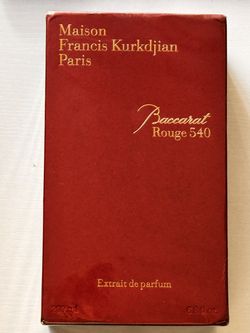 Maison
Francis Kurkdjian
Paris
Baccarat
Rouge 540
Extrait de parfum